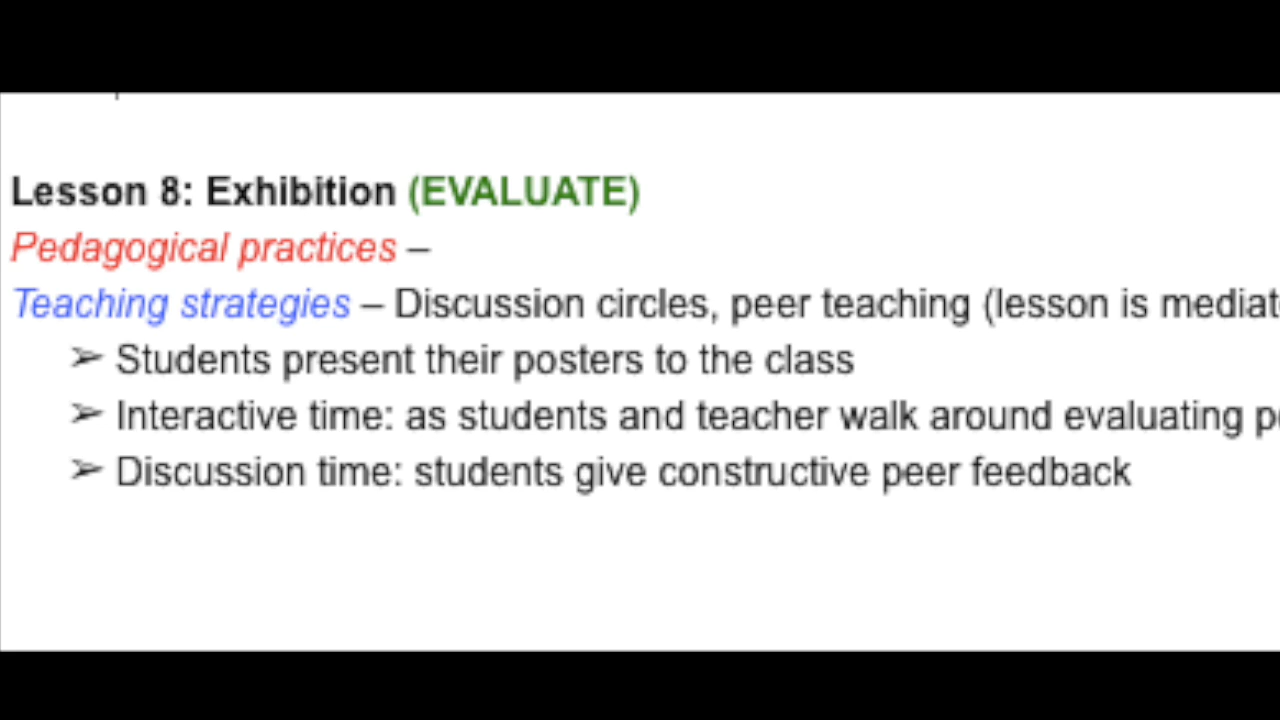 Lesson 8: Exhibition (EVALUATE)
Pedagogical practices –
Teaching strategies – Discussion circles, peer teaching (lesson is
➢ Students present their posters to the class
➢ Interactive time: as students and teacher walk around evaluating
➢ Discussion time: students give constructive peer feedback